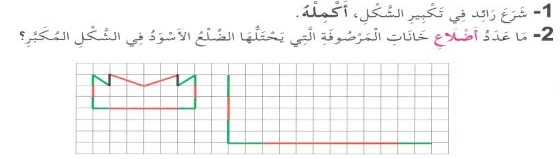 1- شَرَعَ رَائِد فِي تَكْبِيرِ الشَّكْلِ، أَكْمِلْهُ.
2- مَا عَدَدُ أَضْلَاعِ خَانَاتِ الْمَرْصُوفَةِ الَّتِي يَحْتَلُّهَا الضِّلْعُ الْأَسْوَدُ فِي الشَّكْلِ الْمُكَبَّرِ؟